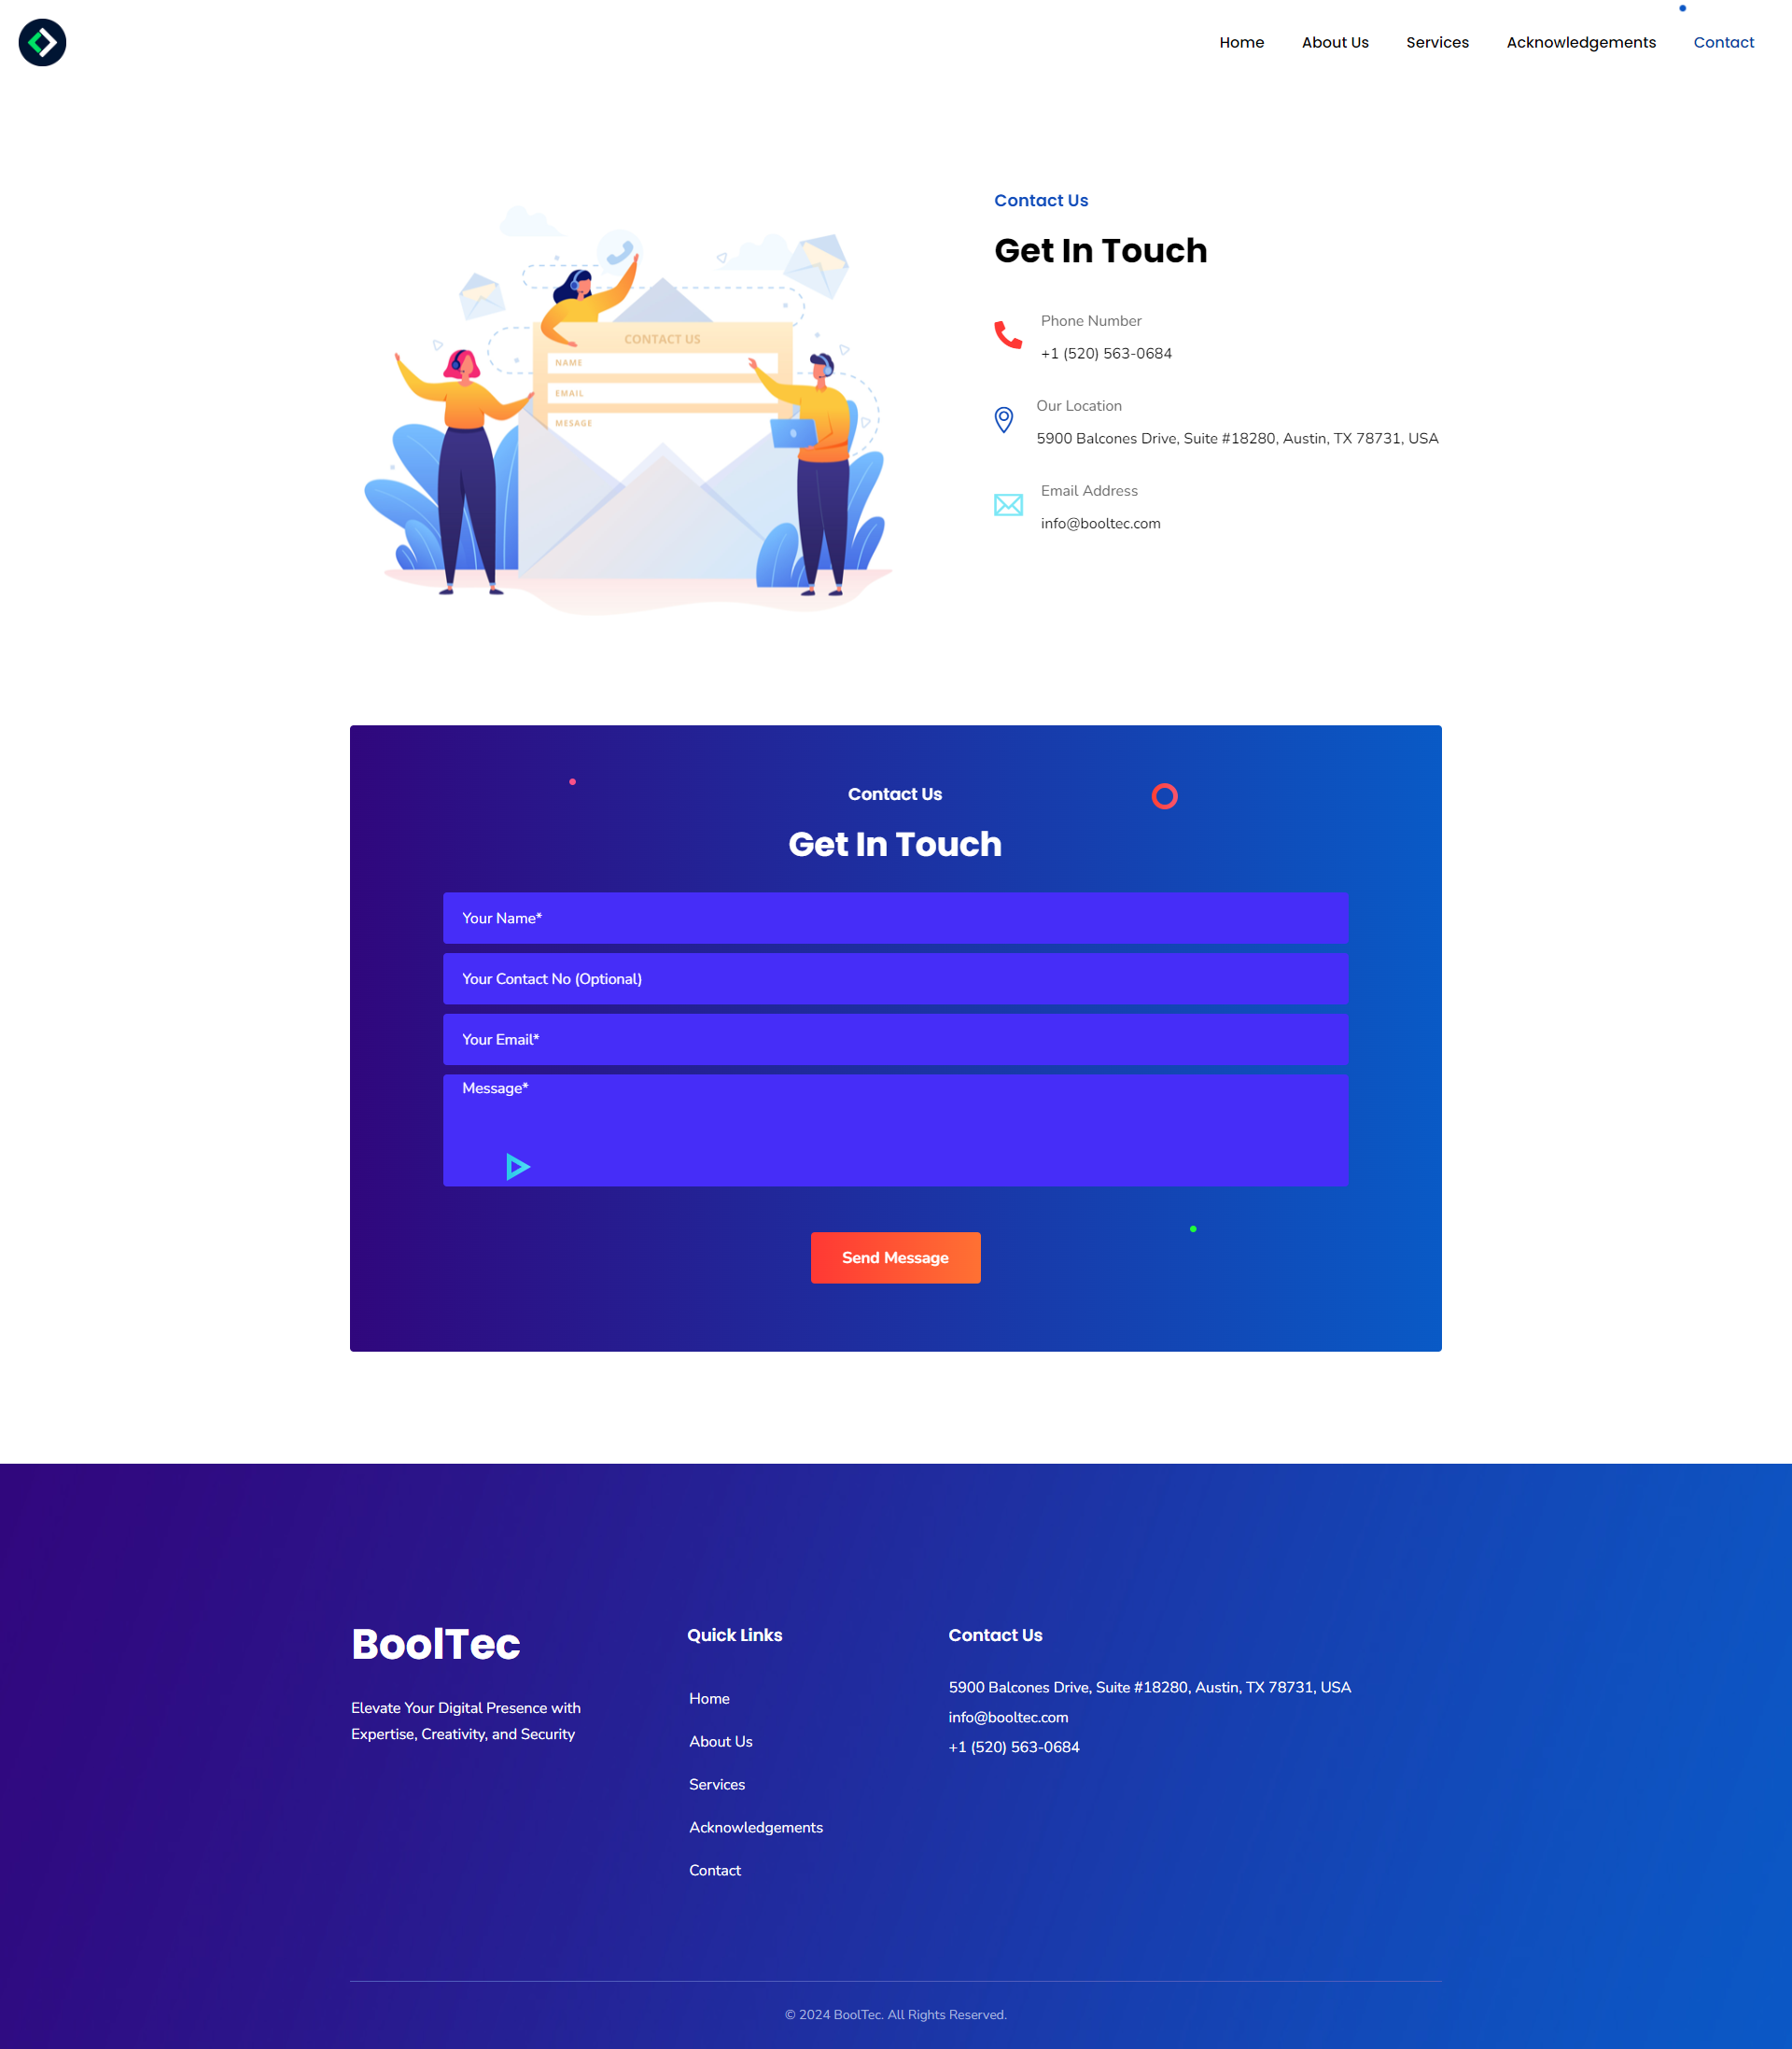 Home
About Us
Services
Acknowledgements
Contact
Contact Us
Get In Touch
Phone Number
+1 (520) 563-0684
Our Location
5900 Balcones Drive, Suite #18280, Austin, TX 78731, USA
Email Address
info@booltec.com
CONTACT US
NAME
EMAIL
MESAGE
Contact Us
Get In Touch
Your Name*
Your Contact No (Optional)
Your Email*
Message*
Send Message
BoolTec
Elevate Your Digital Presence with
Expertise, Creativity, and Security
Quick Links
Home
About Us
Services
Acknowledgements
Contact
Contact Us
5900 Balcones Drive, Suite #18280, Austin, TX 78731, USA
info@booltec.com
+1 (520) 563-0684
© 2024 BoolTec. All Rights Reserved.